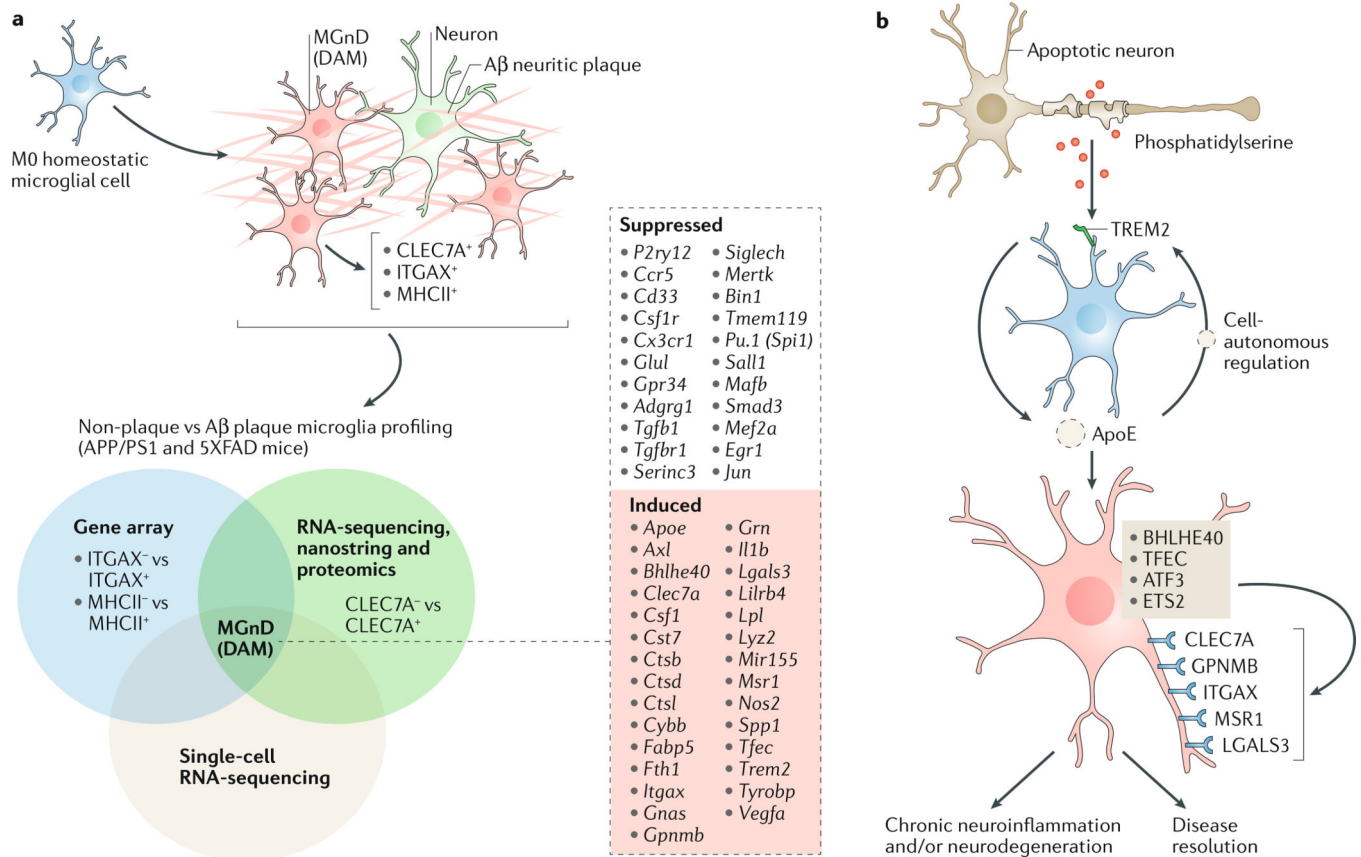 a
MGnD
(DAM)
Neuron
Aβ neuritic plaque
M0 homeostatic
microglial cell
• CLEC7A⁺
• ITGAX⁺
• MHCII⁺
Non-plaque vs Aβ plaque microglia profiling
(APP/PS1 and 5XFAD mice)
Gene array
• ITGAX⁻ vs
ITGAX⁺
• MHCII⁻ vs
MHCII⁺
RNA-sequencing,
nanostring and
proteomics
CLEC7A⁻ vs
CLEC7A⁺
MGnD
(DAM)
Single-cell
RNA-sequencing
Suppressed
• P2ry12
• Ccr5
• Cd33
• Csf1r
• Cx3cr1
• Glul
• Gpr34
• Adgrg1
• Tgfb1
• Tgfbr1
• Serinc3
• Siglech
• Mertk
• Bin1
• Tmem119
• Pu.1 (Spi1)
• Sall1
• Mafb
• Smad3
• Mef2a
• Egr1
• Jun
Induced
• Apoe
• Axl
• Bhlhe40
• Clec7a
• Csf1
• Cst7
• Ctsb
• Ctsd
• Ctsl
• Cybb
• Fabp5
• Fth1
• Itgax
• Gnas
• Gpnmb
• Grn
• Il1b
• Lgals3
• Lilrb4
• Lpl
• Lyz2
• Mir155
• Msr1
• Nos2
• Spp1
• Tfec
• Trem2
• Tyrobp
• Vegfa
b
Apoptotic neuron
Phosphatidylserine
TREM2
Cell-
autonomous
regulation
ApoE
• BHLHE40
• TFEC
• ATF3
• ETS2
CLEC7A
GPNMB
ITGAX
MSR1
LGALS3
Chronic neuroinflammation
and/or neurodegeneration
Disease
resolution